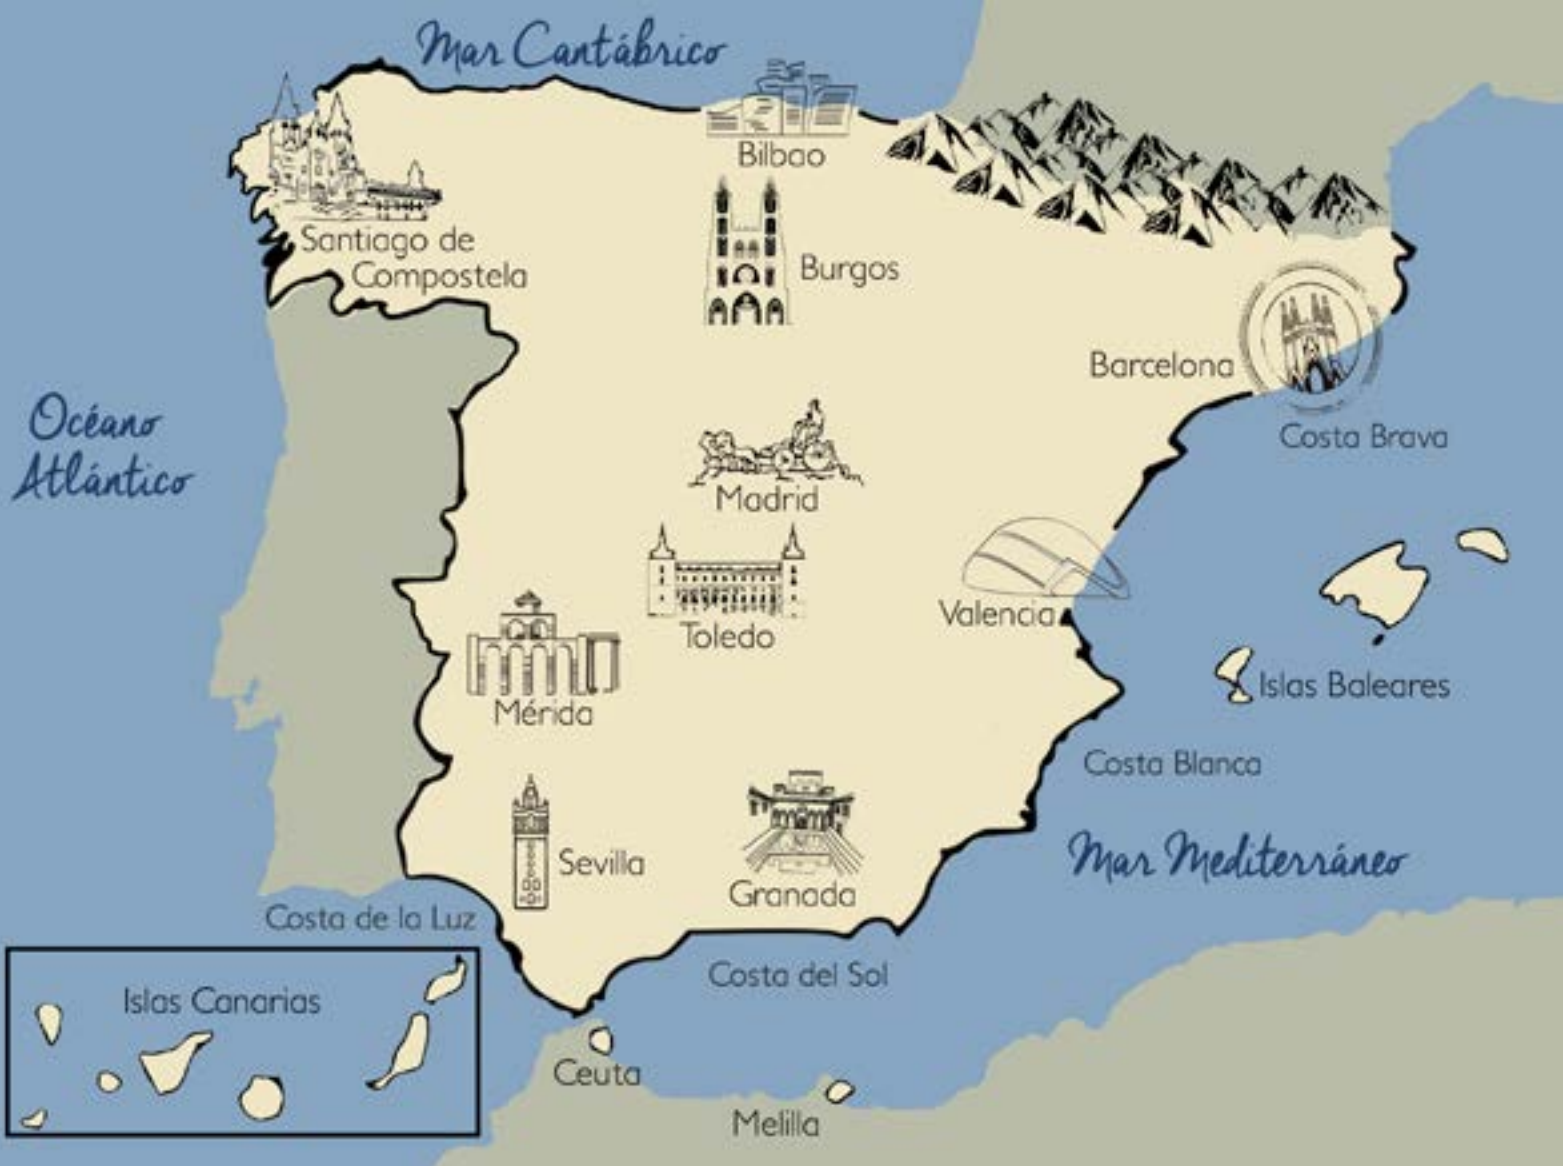 Mar Cantábrico
Bilbao
Santiago de
Compostela
Burgos
Barcelona
Océano
Atlántico
Costa Brava
Madrid
Valencia
Toledo
Islas Baleares
Mérida
Costa Blanca
Mar Mediterráneo
Sevilla
Granada
Costa de la Luz
Costa del Sol
Islas Canarias
Ceuta
Melilla